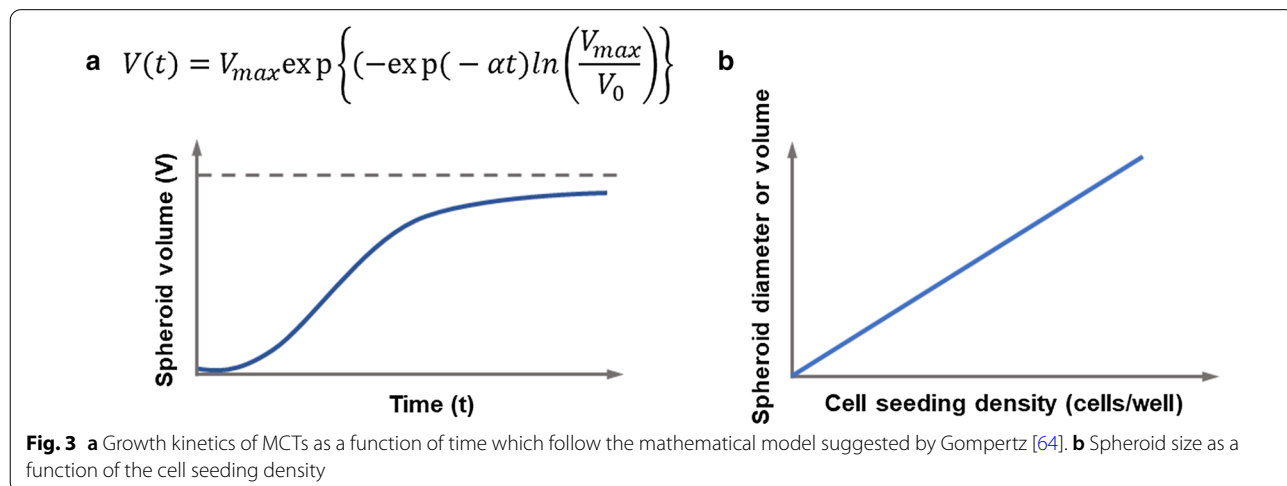 a V(t) = V_max exp{(-exp(- αt)ln(V_max/V_0)}
b
Spheroid volume (V)
Time (t)
Spheroid diameter or volume
Cell seeding density (cells/well)
Fig. 3 a Growth kinetics of MCTs as a function of time which follow the mathematical model suggested by Gompertz [64]. b Spheroid size as a
function of the cell seeding density